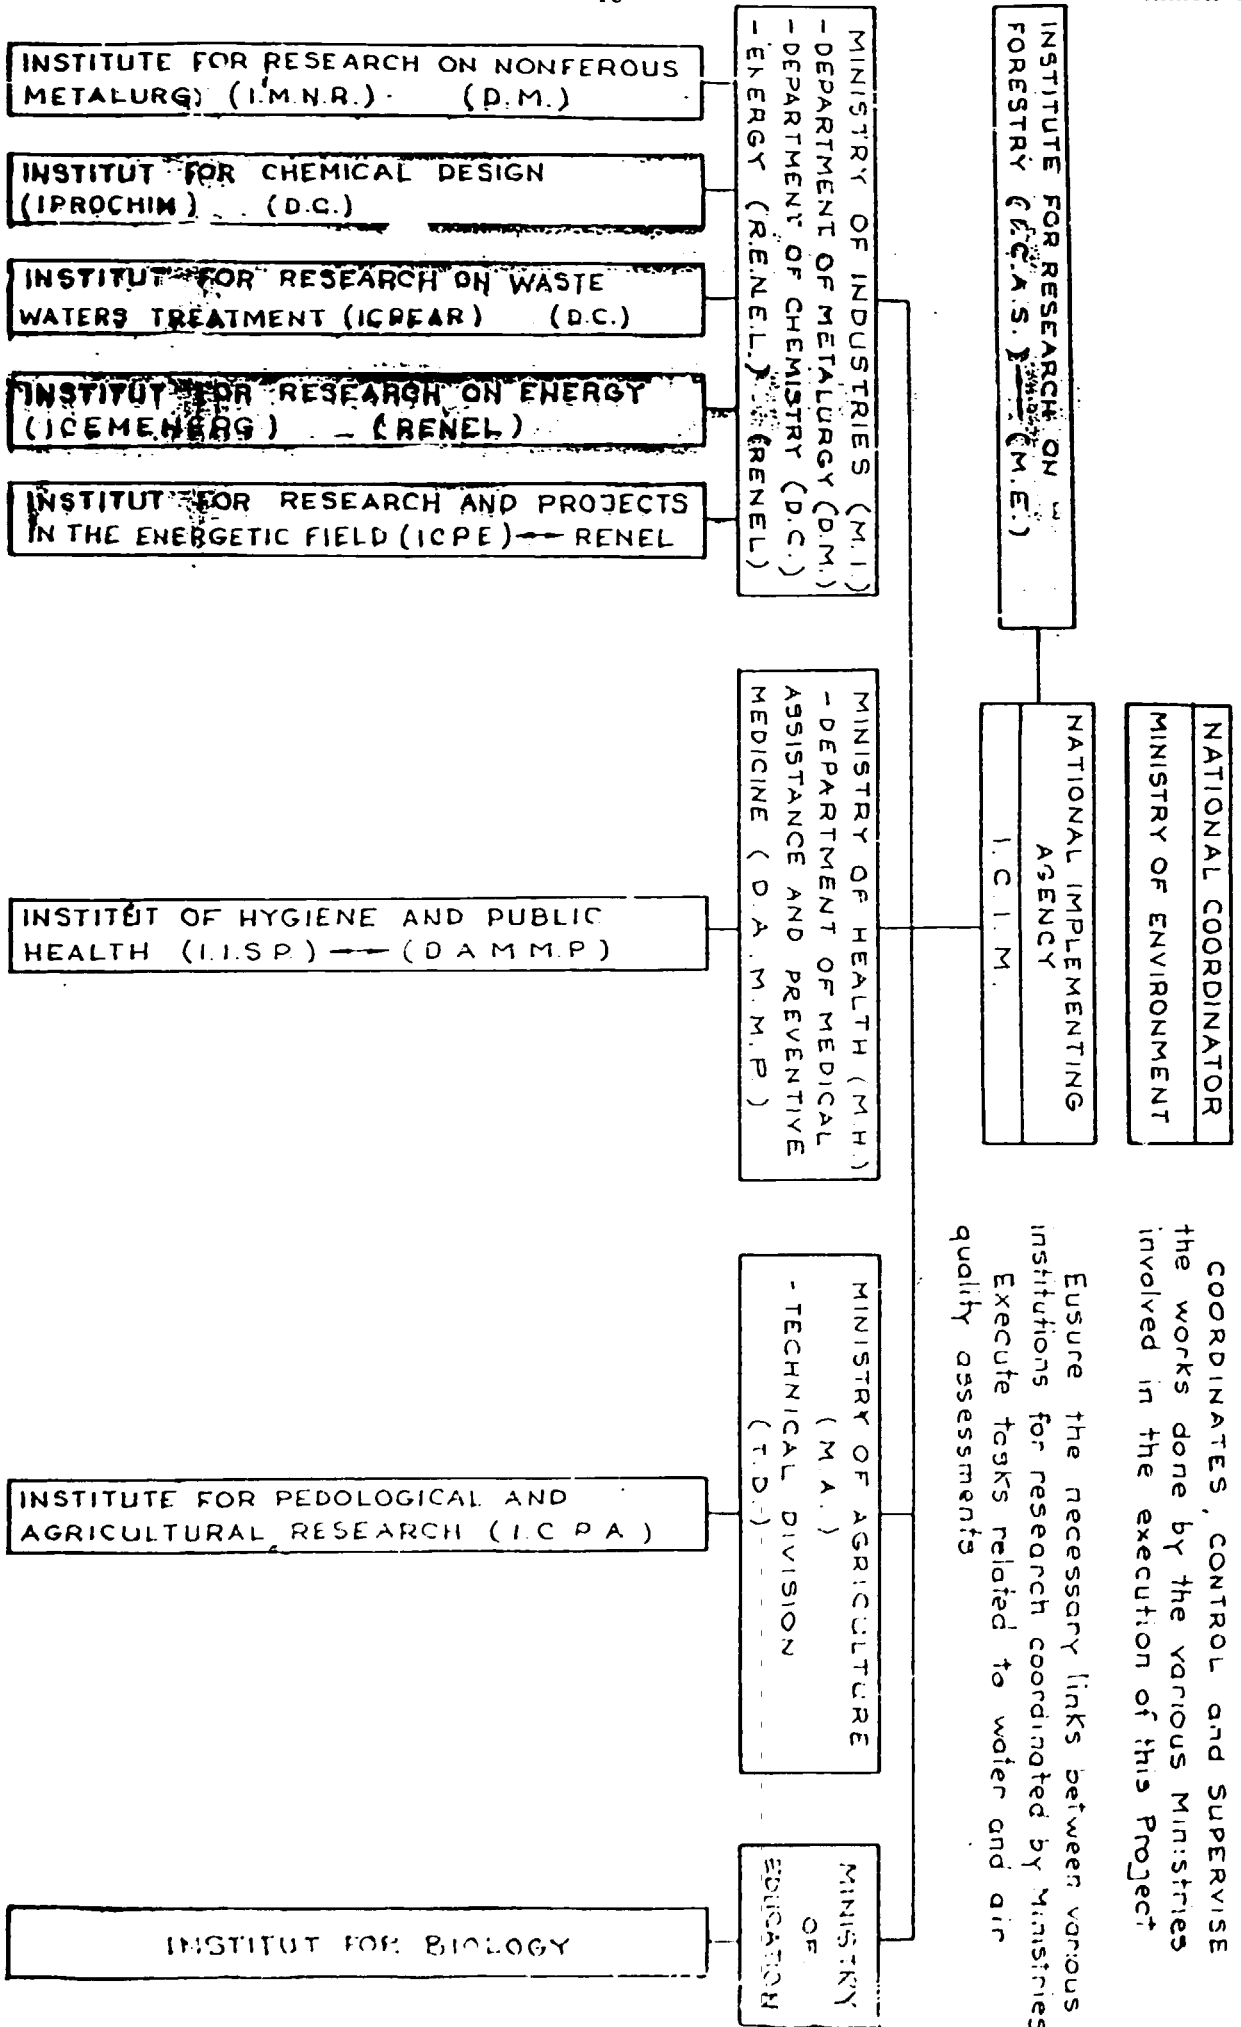 NATIONAL COORDINATOR
MINISTRY OF ENVIRONMENT
COORDINATES, CONTROL and SUPERVISE
the works done by the various Ministries
involved in the execution of this Project
NATIONAL IMPLEMENTING
AGENCY
I.C.I.M.
Eusure the necessary links between various
institutions for research coordinated by Ministries
Execute tasks related to water and air
quality assessments
INSTITUTE FOR RESEARCH ON
FORESTRY (I.C.A.S.) (M.E.)
MINISTRY OF INDUSTRIES (M.I.)
- DEPARTMENT OF METALURGY (D.M.)
- DEPARTMENT OF CHEMISTRY (D.C.)
- ENERGY (R.E.N.E.L.) (RENEL)
MINISTRY OF HEALTH (M.H.)
- DEPARTMENT OF MEDICAL
ASSISTANCE AND PREVENTIVE
MEDICINE (D.A.M.M.P.)
MINISTRY OF AGRICULTURE
(M.A.)
- TECHNICAL DIVISION
(T.D.)
MINISTRY
OF
EDUCATION
INSTITUTE FOR RESEARCH ON NONFEROUS
METALURGY (I.M.N.R.) (D.M.)
INSTITUT FOR CHEMICAL DESIGN
(IPROCHIM) (D.C.)
INSTITUT FOR RESEARCH ON WASTE
WATERS TREATMENT (ICPEAR) (D.C.)
INSTITUT FOR RESEARCH ON ENERGY
(ICEMENERG) (RENEL)
INSTITUT FOR RESEARCH AND PROJECTS
IN THE ENERGETIC FIELD (ICPE) RENEL
INSTITUT OF HYGIENE AND PUBLIC
HEALTH (I.I.S.P.) (D A M M.P)
INSTITUTE FOR PEDOLOGICAL AND
AGRICULTURAL RESEARCH (I.C P A)
INSTITUT FOR BIOLOGY